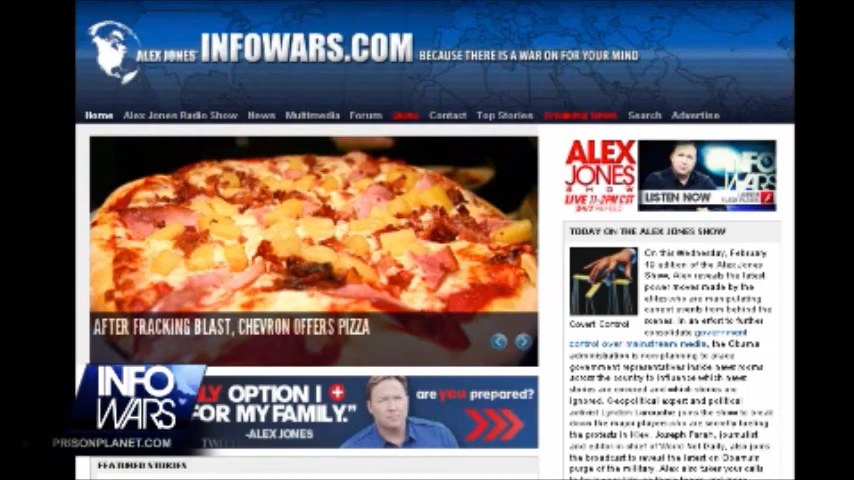 ALEX JONES' INFOWARS.COM BECAUSE THERE IS A WAR ON FOR YOUR MIND
Home Alex Jones Radio Show News Multimedia Forum Contact Top Stories Search Advertise
ALEX
JONES
SHOW
LIVE 11-2PM CST
INFO
WARS
LISTEN NOW
AFTER FRACKING BLAST, CHEVRON OFFERS PIZZA
TODAY ON THE ALEX JONES SHOW
On this Wednesday, February
19 edition of the Alex Jones
Show, Alex reveals the latest
power moves made by the
elites who are manipulating
current events from behind the
scenes. In an effort to further
consolidate government
Covert Control
control over mainstream media, the Obama
administration is now planning to place
government representatives inside news rooms
across the country to influence which news
stories are covered and which stories are
ignored. Geopolitical expert and political
activist Lyndon Larouche joins the show to break
down the major players who are secretly fueling
the protests in Kiev. Joseph Farah, journalist
and editor in chief of World Net Daily, also joins
the broadcast to reveal the latest on Obama's
purge of the military. Alex also takes your calls
OPTION I
FOR MY FAMILY."
-ALEX JONES
are you prepared?
INFO
WARS
PRISONPLANET.COM
FEATURED STORIES